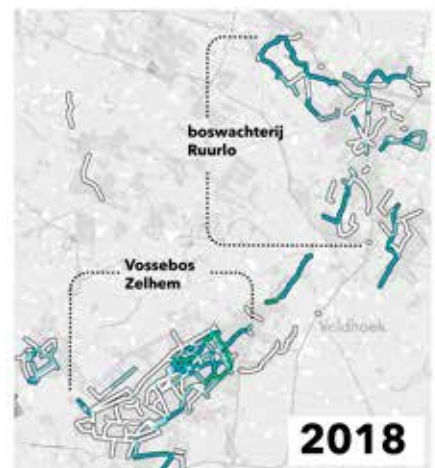 boswachterij
Ruurlo
Vossebos
Zelhem
Veldhoek
2018